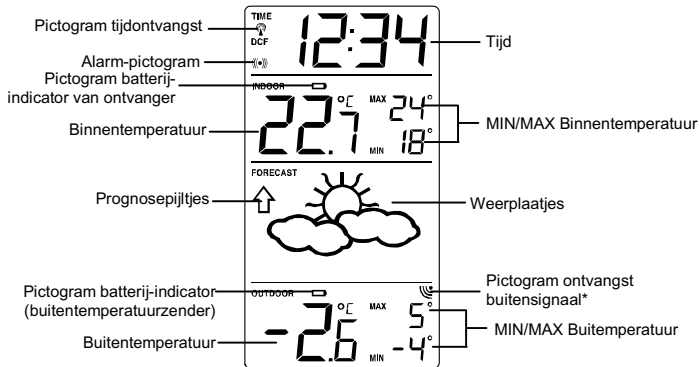 Pictogram tijdontvangst
TIME
DCF
12:34
Tijd
Alarm-pictogram
Pictogram batterij-
indicator van ontvanger
INDOOR
22.7 °C
MAX 24°
MIN 18°
Binnentemperatuur
MIN/MAX Binnentemperatuur
FORECAST
Prognosepijltjes
Weerplaatjes
Pictogram batterij-indicator
(buitentemperatuurzender)
OUTDOOR
Pictogram ontvangst
buitensignaal*
-2.6 °C
MAX 5°
MIN -4°
MIN/MAX Buitemperatuur
Buitentemperatuur